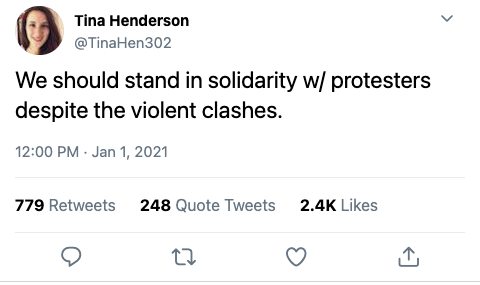 Tina Henderson
@TinaHen302
We should stand in solidarity w/ protesters
despite the violent clashes.
12:00 PM · Jan 1, 2021
779 Retweets 248 Quote Tweets 2.4K Likes